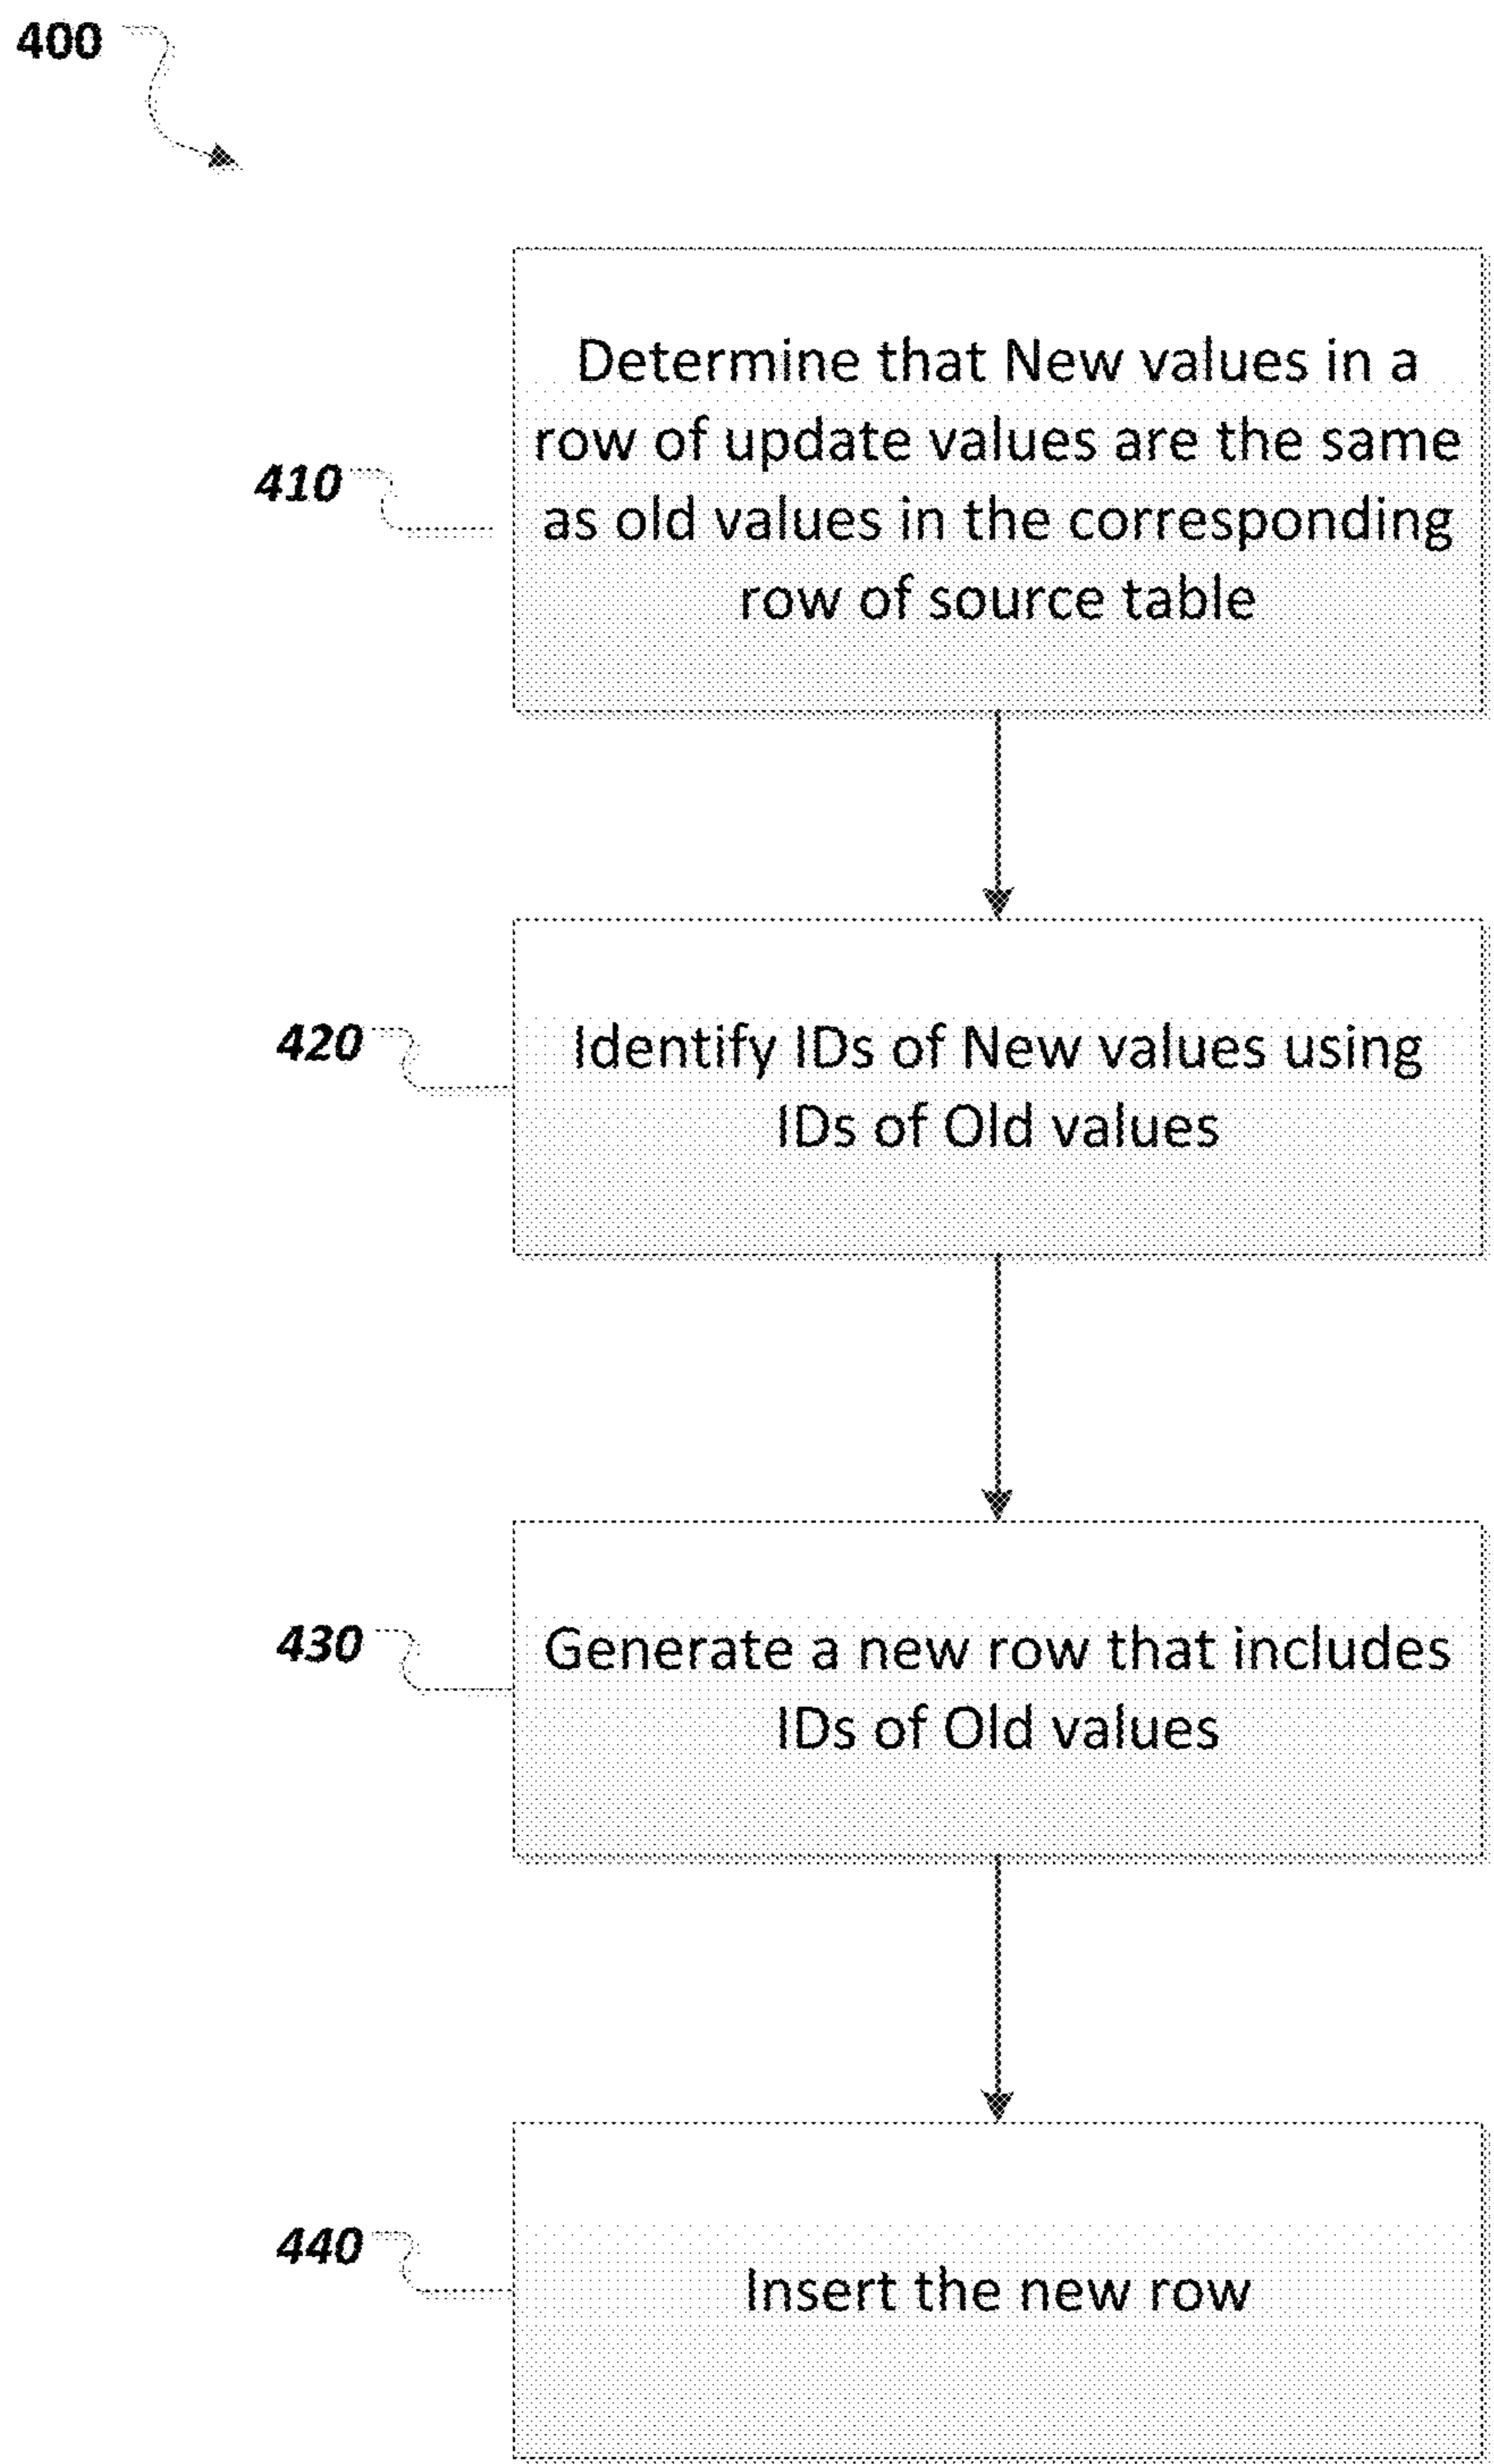 400
Determine that New values in a
row of update values are the same
410
as old values in the corresponding
row of source table
420
Identify IDs of New values using
IDs of Old values
430
Generate a new row that includes
IDs of Old values
440
Insert the new row